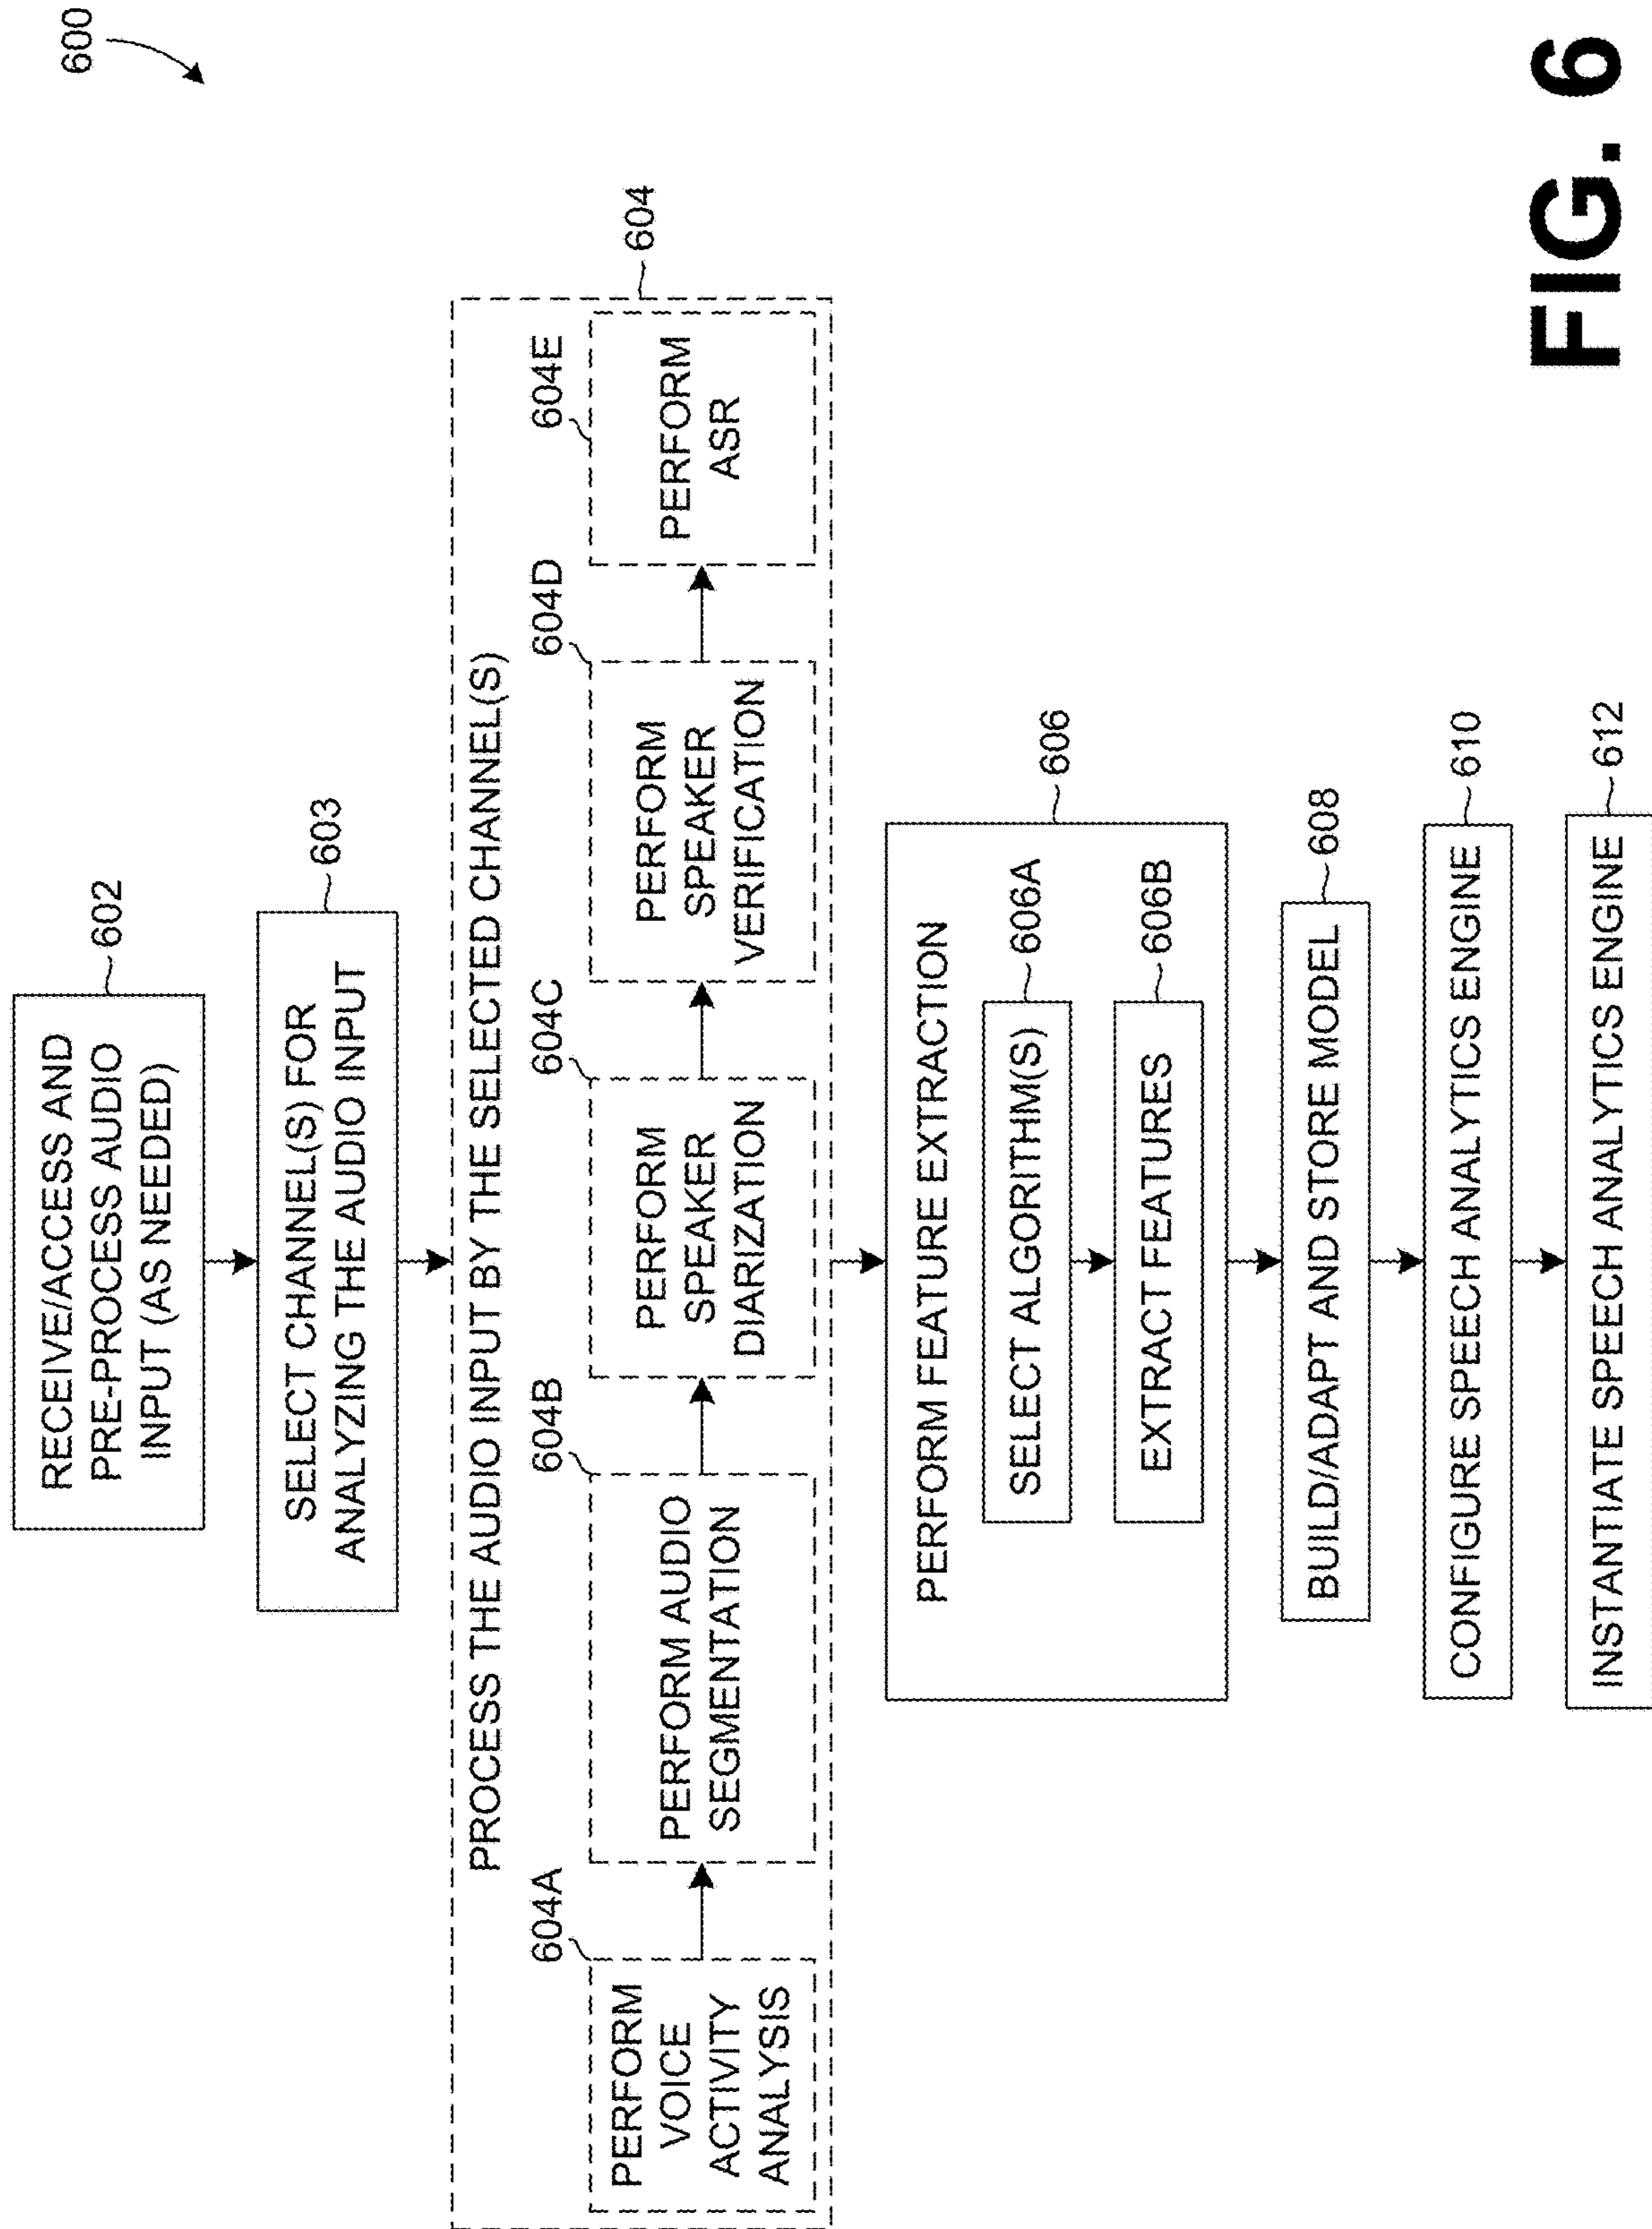 600
RECEIVE/ACCESS AND
PRE-PROCESS AUDIO
INPUT (AS NEEDED)
602
SELECT CHANNEL(S) FOR
ANALYZING THE AUDIO INPUT
603
PROCESS THE AUDIO INPUT BY THE SELECTED CHANNEL(S)
604
604A
PERFORM
VOICE
ACTIVITY
ANALYSIS
604B
PERFORM AUDIO
SEGMENTATION
604C
PERFORM
SPEAKER
DIARIZATION
604D
PERFORM
SPEAKER
VERIFICATION
604E
PERFORM
ASR
PERFORM FEATURE EXTRACTION
606
SELECT ALGORITHM(S)
606A
EXTRACT FEATURES
606B
BUILD/ADAPT AND STORE MODEL
608
CONFIGURE SPEECH ANALYTICS ENGINE
610
INSTANTIATE SPEECH ANALYTICS ENGINE
612
FIG. 6